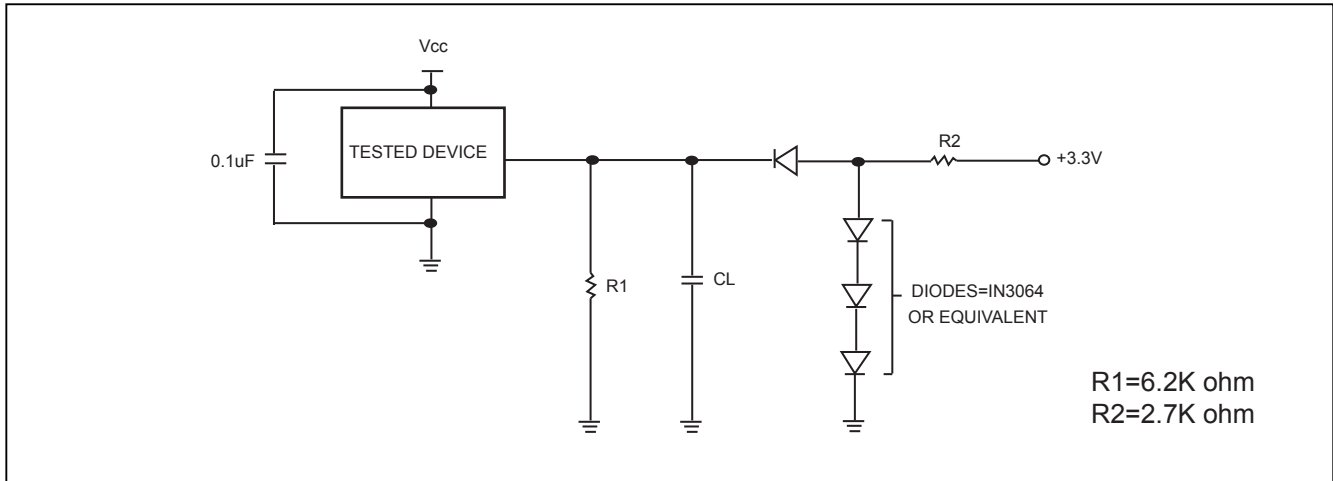 Vcc
0.1uF
TESTED DEVICE
R2
+3.3V
R1
CL
DIODES=IN3064
OR EQUIVALENT
R1=6.2K ohm
R2=2.7K ohm